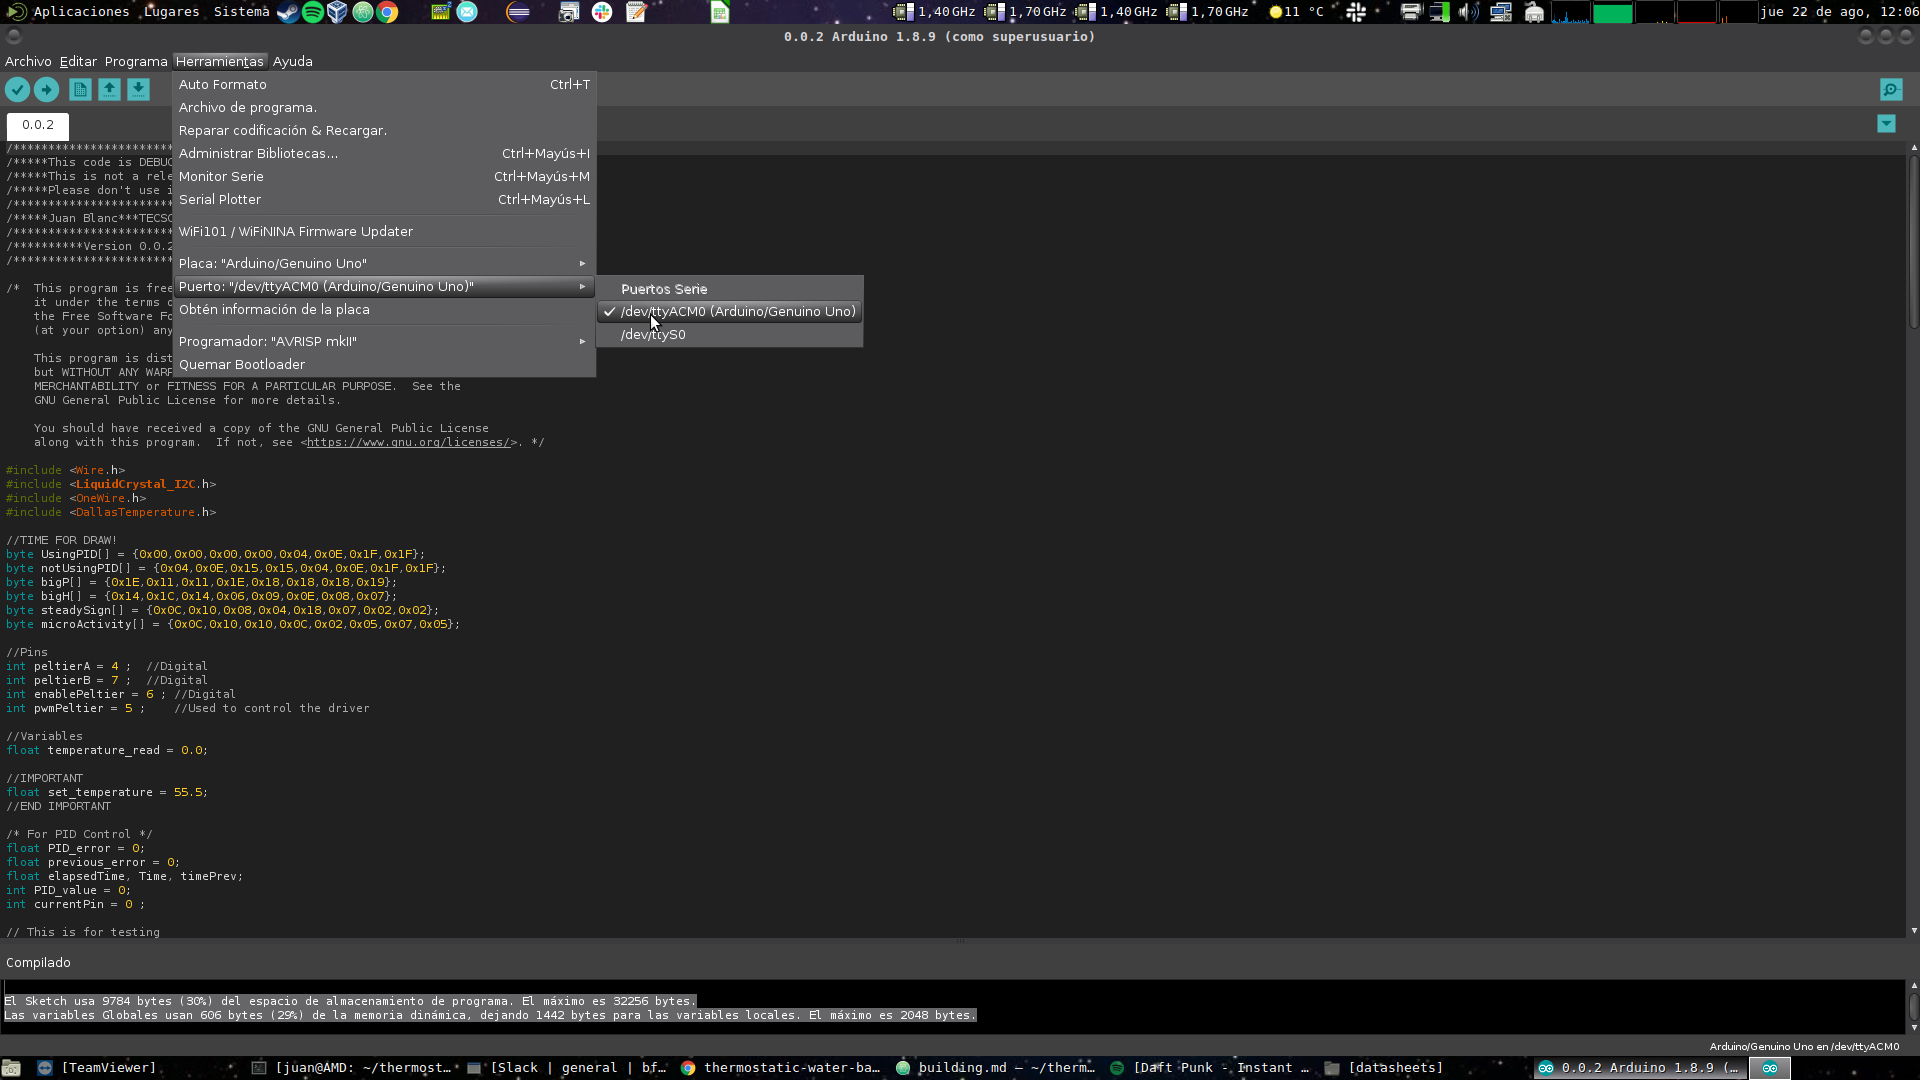 Aplicaciones Lugares Sistema 1,40GHz 1,70GHz 1,40GHz 1,70GHz 11 °C jue 22 de ago, 12:06
0.0.2 Arduino 1.8.9 (como superusuario)
Archivo Editar Programa Herramientas Ayuda
Auto Formato Ctrl+T
Archivo de programa.
Reparar codificación & Recargar.
Administrar Bibliotecas... Ctrl+Mayús+I
Monitor Serie Ctrl+Mayús+M
Serial Plotter Ctrl+Mayús+L
WiFi101 / WiFiNINA Firmware Updater
Placa: "Arduino/Genuino Uno"
Puerto: "/dev/ttyACM0 (Arduino/Genuino Uno)"
Obtén información de la placa
Programador: "AVRISP mkII"
Quemar Bootloader
Puertos Serie
/dev/ttyACM0 (Arduino/Genuino Uno)
/dev/ttyS0
0.0.2
/***********************
/*****This code is DEBUG
/*****This is not a rele
/*****Please don't use i
/***********************
/*****Juan Blanc***TECSC
/***********************
/**********Version 0.0.2
/***********************
/*  This program is free
    it under the terms o
    the Free Software Fo
    (at your option) any
    This program is dist
    but WITHOUT ANY WARR
    MERCHANTABILITY or FITNESS FOR A PARTICULAR PURPOSE.  See the
    GNU General Public License for more details.
    You should have received a copy of the GNU General Public License
    along with this program.  If not, see <https://www.gnu.org/licenses/>. */
#include <Wire.h>
#include <LiquidCrystal_I2C.h>
#include <OneWire.h>
#include <DallasTemperature.h>
//TIME FOR DRAW!
byte UsingPID[] = {0x00,0x00,0x00,0x00,0x04,0x0E,0x1F,0x1F};
byte notUsingPID[] = {0x04,0x0E,0x15,0x15,0x04,0x0E,0x1F,0x1F};
byte bigP[] = {0x1E,0x11,0x11,0x1E,0x18,0x18,0x18,0x19};
byte bigH[] = {0x14,0x1C,0x14,0x06,0x09,0x0E,0x08,0x07};
byte steadySign[] = {0x0C,0x10,0x08,0x04,0x18,0x07,0x02,0x02};
byte microActivity[] = {0x0C,0x10,0x10,0x0C,0x02,0x05,0x07,0x05};
//Pins
int peltierA = 4 ;  //Digital
int peltierB = 7 ;  //Digital
int enablePeltier = 6 ; //Digital
int pwmPeltier = 5 ;    //Used to control the driver
//Variables
float temperature_read = 0.0;
//IMPORTANT
float set_temperature = 55.5;
//END IMPORTANT
/* For PID Control */
float PID_error = 0;
float previous_error = 0;
float elapsedTime, Time, timePrev;
int PID_value = 0;
int currentPin = 0 ;
// This is for testing
Compilado
El Sketch usa 9784 bytes (30%) del espacio de almacenamiento de programa. El máximo es 32256 bytes.
Las variables Globales usan 606 bytes (29%) de la memoria dinámica, dejando 1442 bytes para las variables locales. El máximo es 2048 bytes.
Arduino/Genuino Uno en /dev/ttyACM0
[TeamViewer] [juan@AMD: ~/thermost... [Slack | general | bf... thermostatic-water-ba... building.md — ~/therm... [Daft Punk - Instant ... [datasheets] 0.0.2 Arduino 1.8.9 (...